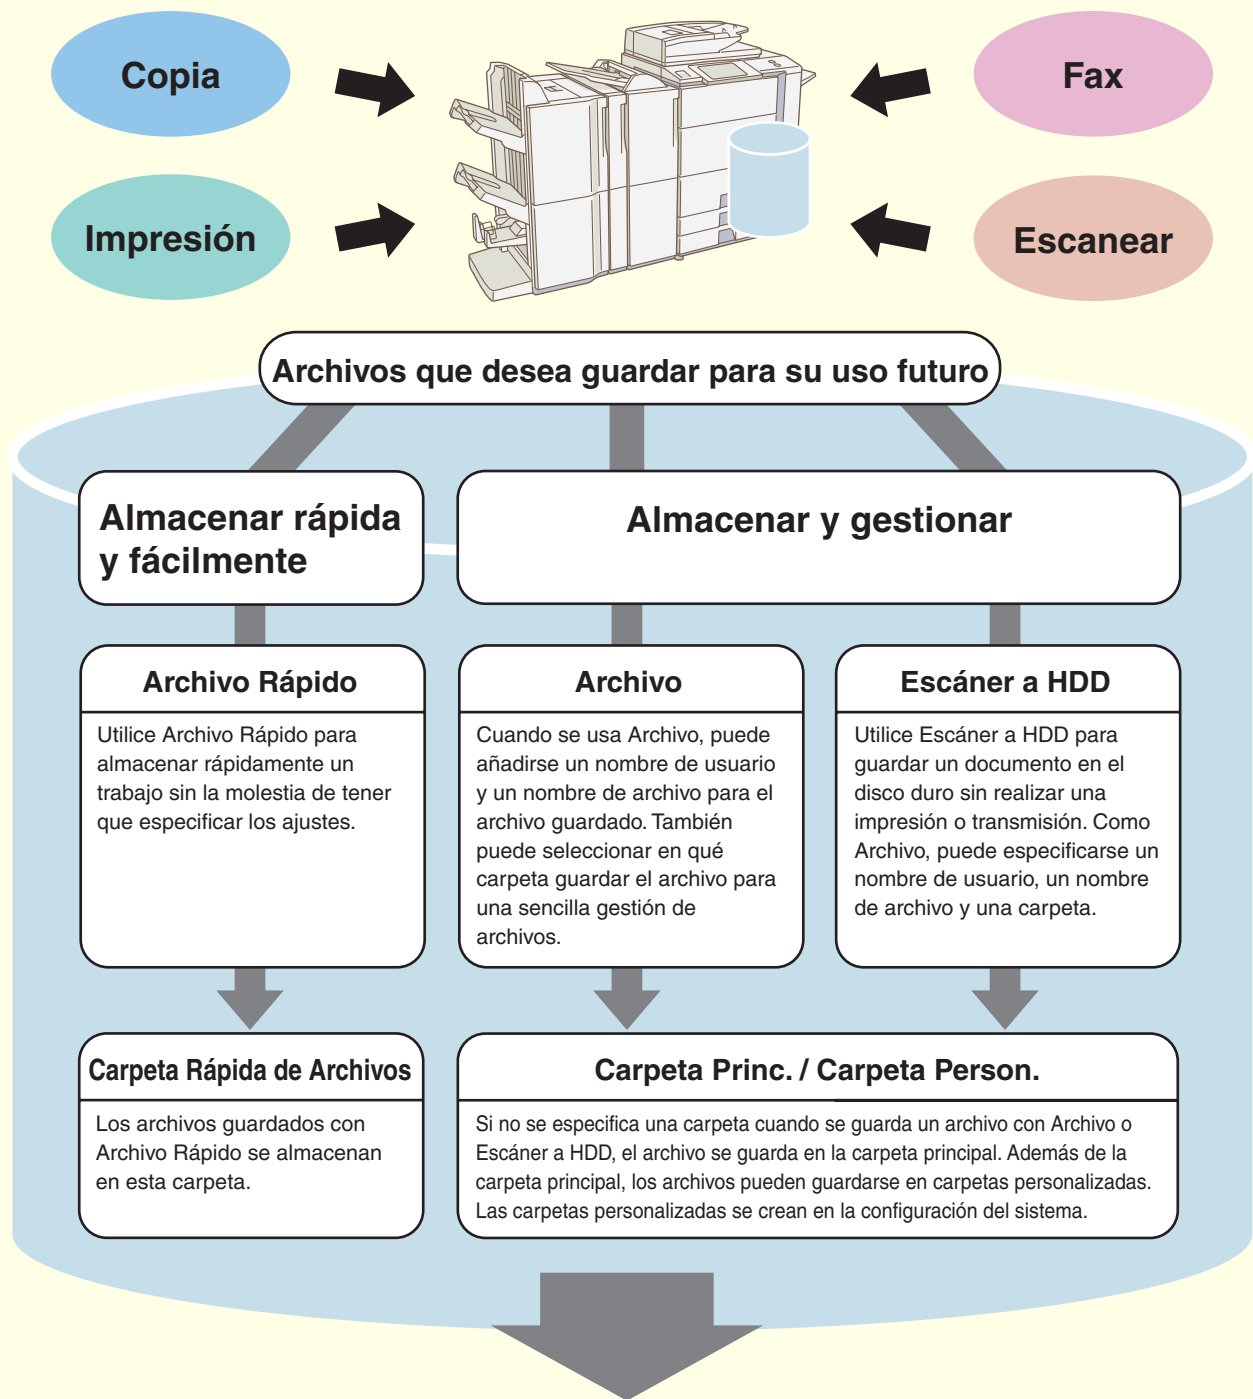 Copia
Fax
Impresión
Escanear
Archivos que desea guardar para su uso futuro
Almacenar rápida
y fácilmente
Almacenar y gestionar
Archivo Rápido
Utilice Archivo Rápido para
almacenar rápidamente un
trabajo sin la molestia de tener
que especificar los ajustes.
Archivo
Cuando se usa Archivo, puede
añadirse un nombre de usuario
y un nombre de archivo para el
archivo guardado. También
puede seleccionar en qué
carpeta guardar el archivo para
una sencilla gestión de
archivos.
Escáner a HDD
Utilice Escáner a HDD para
guardar un documento en el
disco duro sin realizar una
impresión o transmisión. Como
Archivo, puede especificarse un
nombre de usuario, un nombre
de archivo y una carpeta.
Carpeta Rápida de Archivos
Los archivos guardados con
Archivo Rápido se almacenan
en esta carpeta.
Carpeta Princ. / Carpeta Person.
Si no se especifica una carpeta cuando se guarda un archivo con Archivo o
Escáner a HDD, el archivo se guarda en la carpeta principal. Además de la
carpeta principal, los archivos pueden guardarse en carpetas personalizadas.
Las carpetas personalizadas se crean en la configuración del sistema.